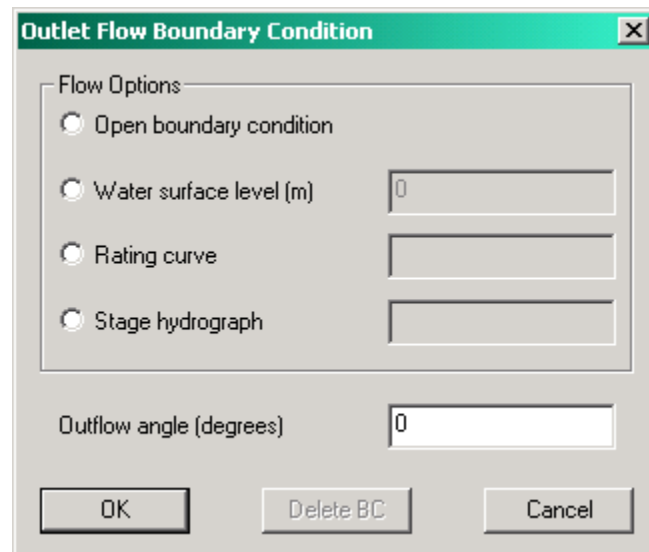 Outlet Flow Boundary Condition
Flow Options
Open boundary condition
Water surface level (m) 0
Rating curve
Stage hydrograph
Outflow angle (degrees) 0
OK Delete BC Cancel